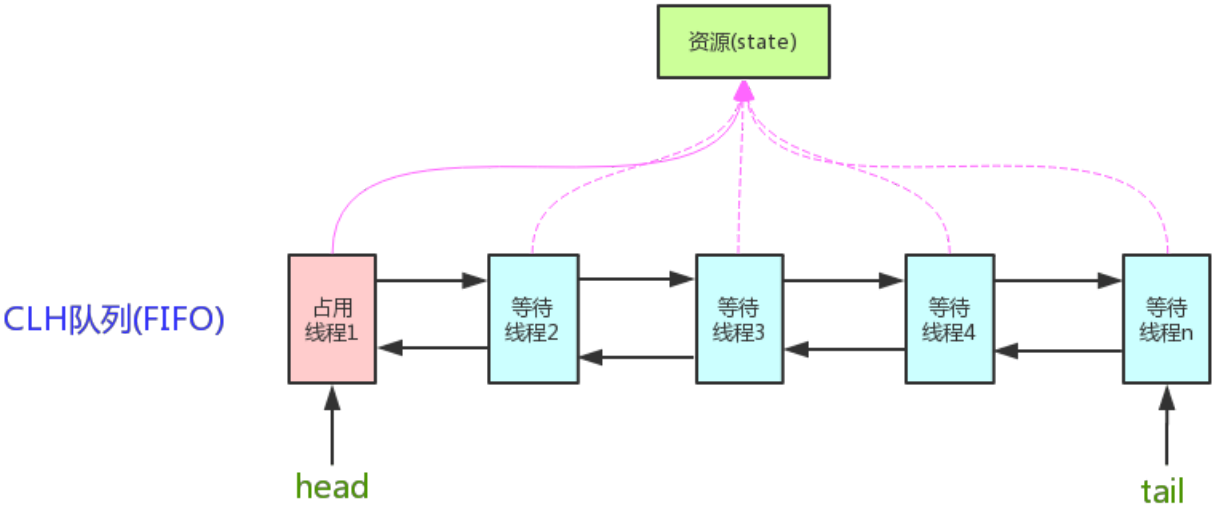 资源(state)
CLH队列(FIFO)
占用
线程1
等待
线程2
等待
线程3
等待
线程4
等待
线程n
head
tail